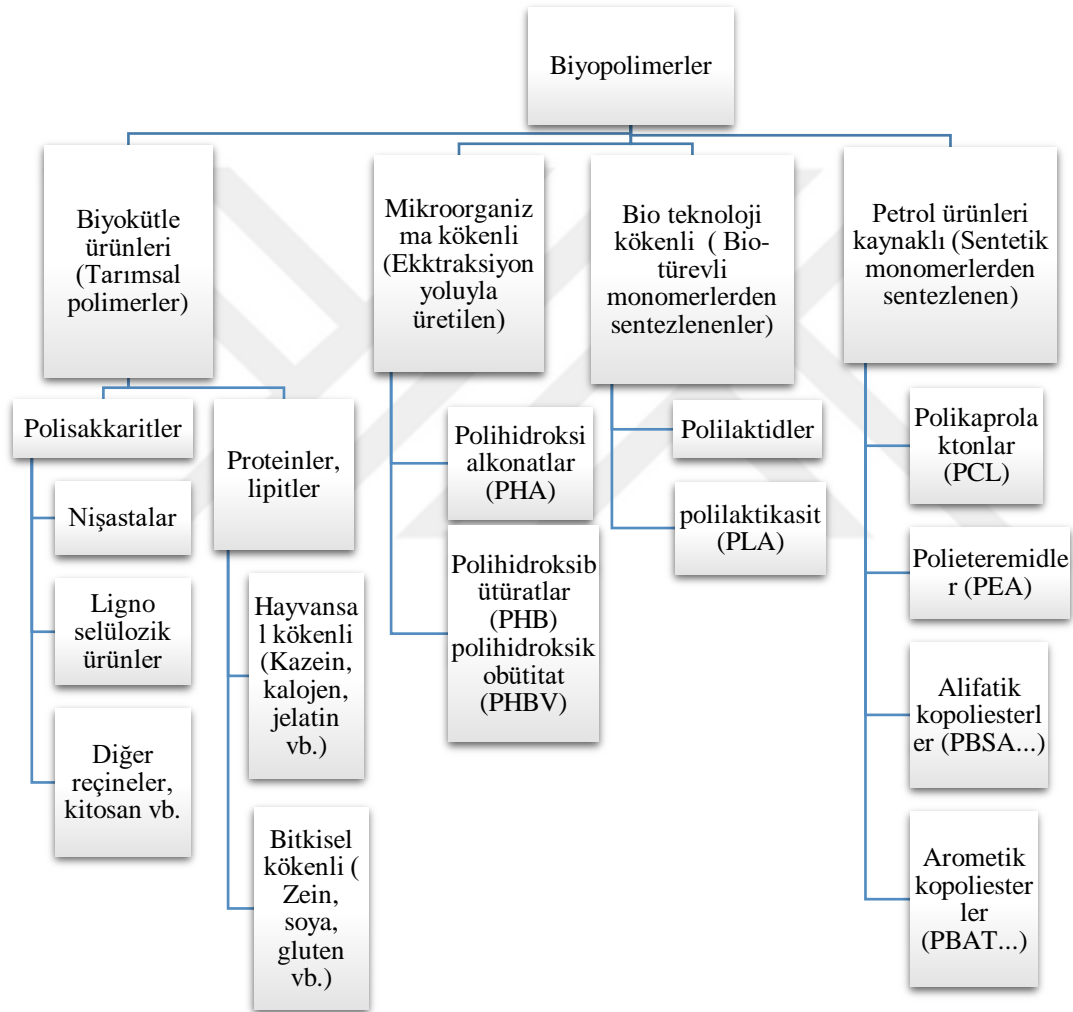 Biyopolimerler
Biyokütle
ürünleri
(Tarımsal
polimerler)
Polisakkaritler
Nişastalar
Ligno
selülozik
ürünler
Diğer
reçineler,
kitosan vb.
Proteinler,
lipitler
Hayvansa
l kökenli
(Kazein,
kalojen,
jelatin
vb.)
Bitkisel
kökenli (
Zein,
soya,
gluten
vb.)
Mikroorganiz
ma kökenli
(Ekktraksiyon
yoluyla
üretilen)
Polihidroksi
alkonatlar
(PHA)
Polihidroksib
ütüratlar
(PHB)
polihidroksik
obütitat
(PHBV)
Bio teknoloji
kökenli ( Bio-
türevli
monomerlerden
sentezlenenler)
Polilaktidler
polilaktikasit
(PLA)
Petrol ürünleri
kaynaklı (Sentetik
monomerlerden
sentezlenen)
Polikaprola
ktonlar
(PCL)
Polieteremidle
r (PEA)
Alifatik
kopoliesterl
er (PBSA...)
Arometik
kopoliester
ler
(PBAT...)